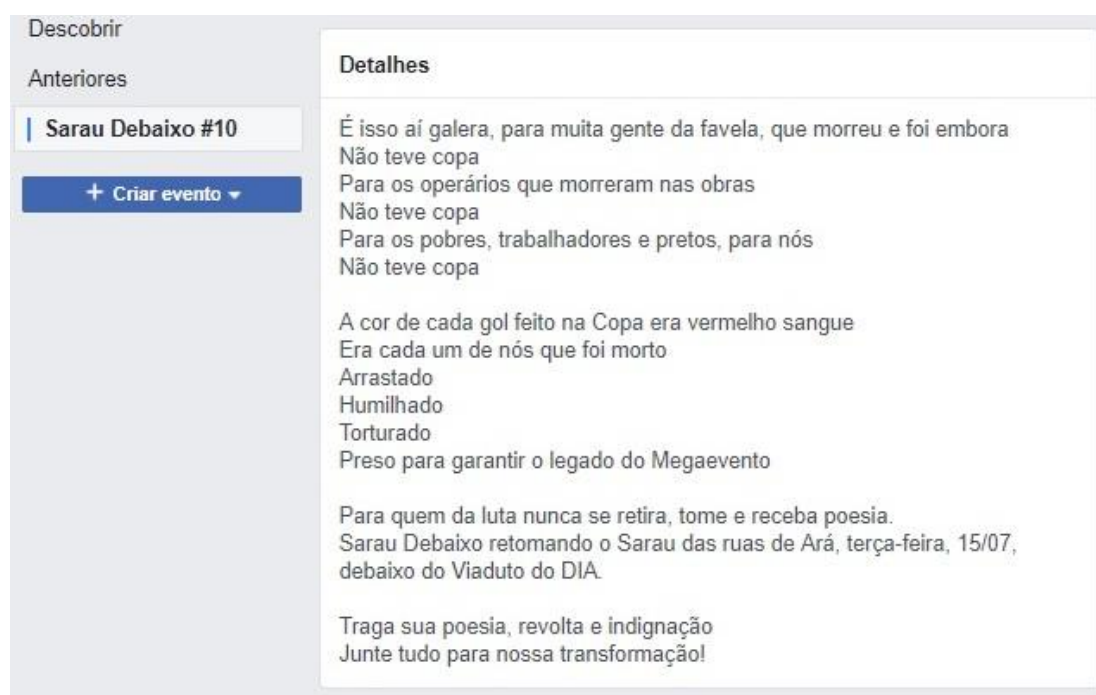 Descobrir
Anteriores
Sarau Debaixo #10
+ Criar evento
Detalhes
É isso aí galera, para muita gente da favela, que morreu e foi embora
Não teve copa
Para os operários que morreram nas obras
Não teve copa
Para os pobres, trabalhadores e pretos, para nós
Não teve copa
A cor de cada gol feito na Copa era vermelho sangue
Era cada um de nós que foi morto
Arrastado
Humilhado
Torturado
Preso para garantir o legado do Megaevento
Para quem da luta nunca se retira, tome e receba poesia.
Sarau Debaixo retomando o Sarau das ruas de Ará, terça-feira, 15/07,
debaixo do Viaduto do DIA.
Traga sua poesia, revolta e indignação
Junte tudo para nossa transformação!